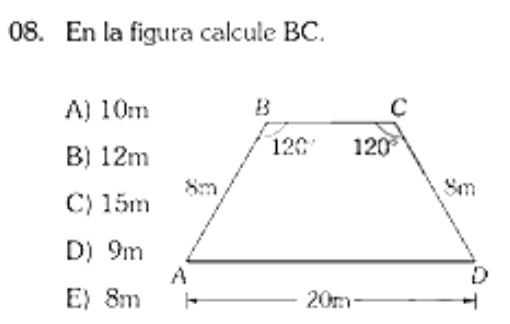 08. En la figura calcule BC.
A) 10m
B) 12m
C) 15m
D) 9m
E) 8m
B C
120° 120°
8m 8m
A D
20m